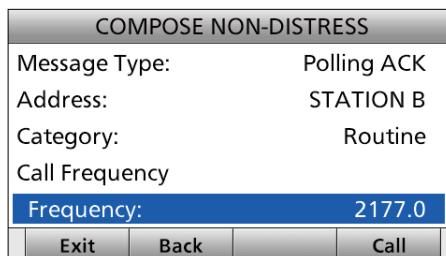 COMPOSE NON-DISTRESS
Message Type: Polling ACK
Address: STATION B
Category: Routine
Call Frequency
Frequency: 2177.0
Exit Back Call